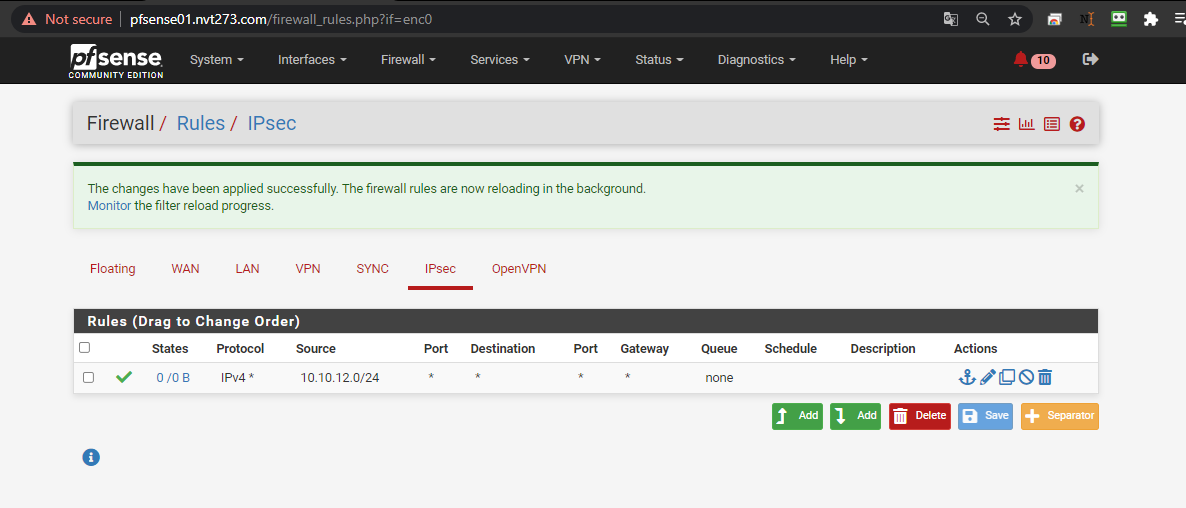 Not secure pfsense01.nvt273.com/firewall_rules.php?if=enc0
pfsense System Interfaces Firewall VPN Services Status Diagnostics Help 10
COMMUNITY EDITION
Firewall / Rules / IPsec
The changes have been applied successfully. The firewall rules are now reloading in the background. ×
Monitor the filter reload progress.
Floating WAN LAN VPN SYNC IPsec OpenVPN
Rules (Drag to Change Order)
States Protocol Source Port Destination Port Gateway Queue Schedule Description Actions
0 /0 B IPv4 * 10.10.12.0/24 * * * * none
Add Add Delete Save Separator